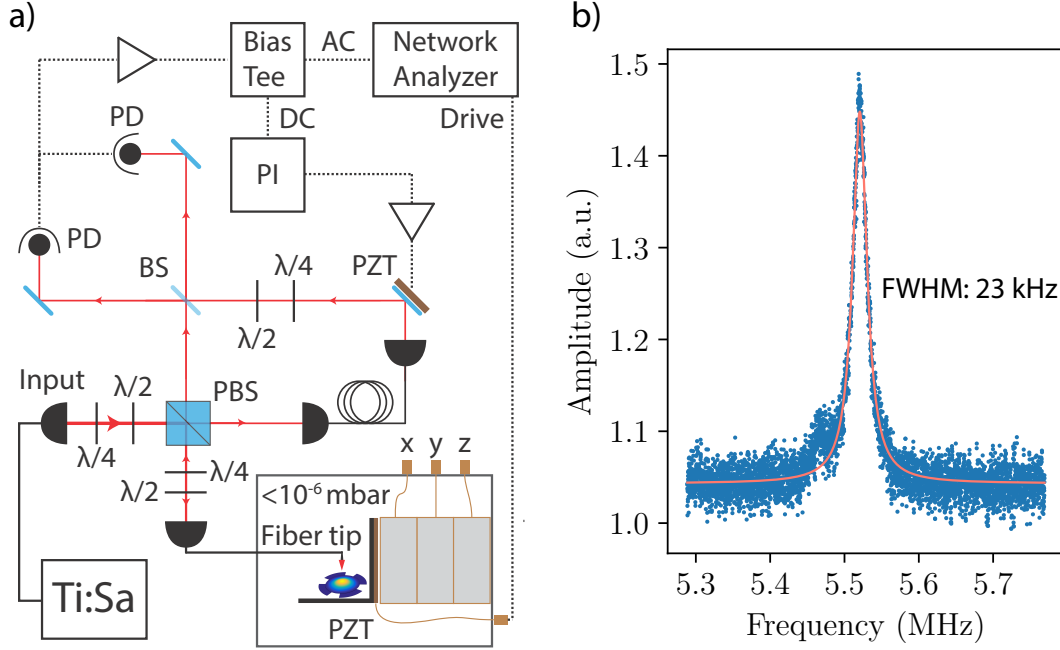 a)
Bias
Tee
AC
Network
Analyzer
PD
DC
Drive
PI
PD
BS
λ/4
PZT
λ/2
Input
λ/2
PBS
λ/4
λ/4
λ/2
x y z
<10⁻⁶ mbar
Fiber tip
Ti:Sa
PZT
b)
1.5
1.4
1.3
1.2
1.1
1.0
Amplitude (a.u.)
FWHM: 23 kHz
5.3 5.4 5.5 5.6 5.7
Frequency (MHz)